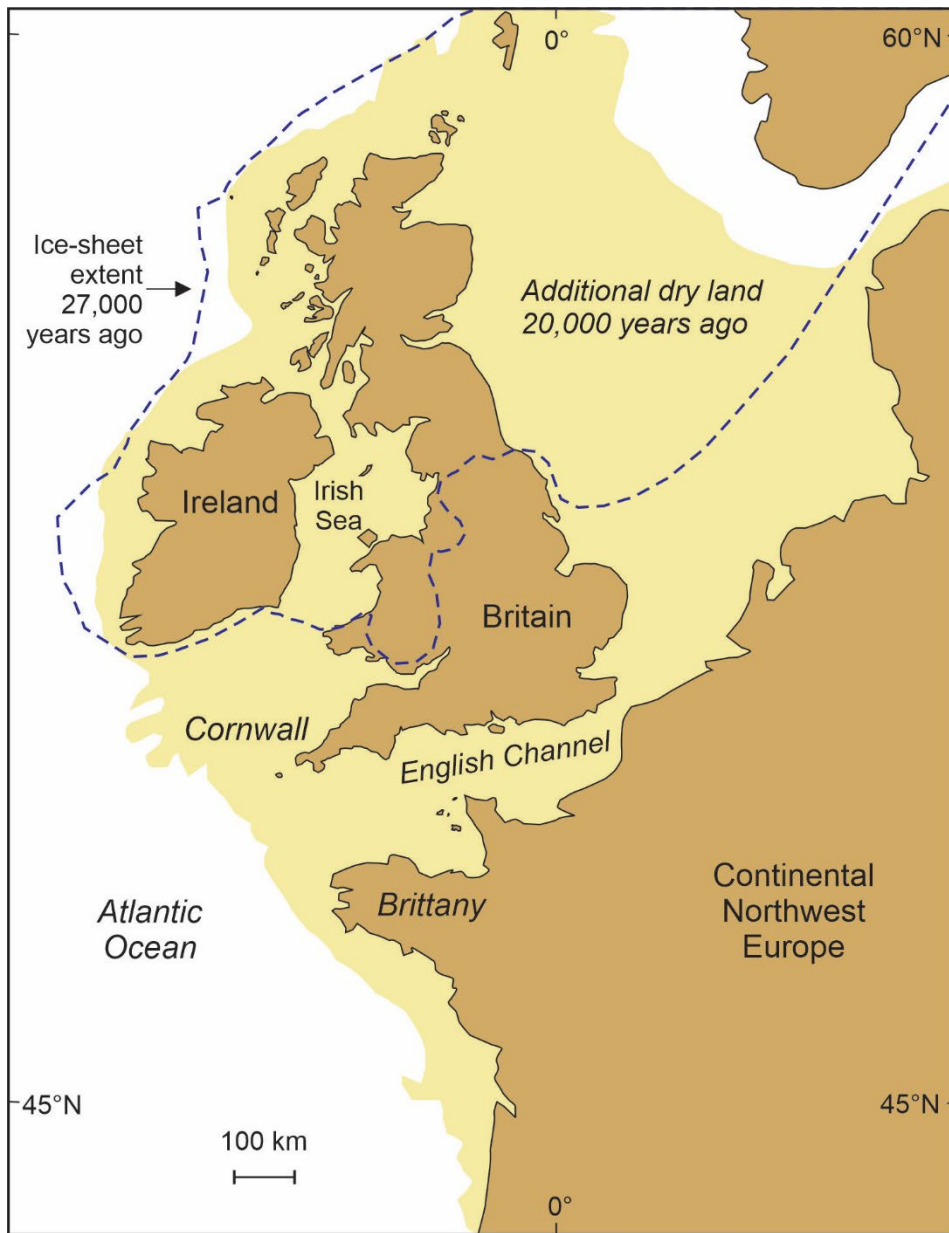 0°
60°N
Ice-sheet
extent
27,000
years ago
Additional dry land
20,000 years ago
Ireland
Irish
Sea
Britain
Cornwall
English Channel
Atlantic
Ocean
Brittany
Continental
Northwest
Europe
45°N
45°N
100 km
0°